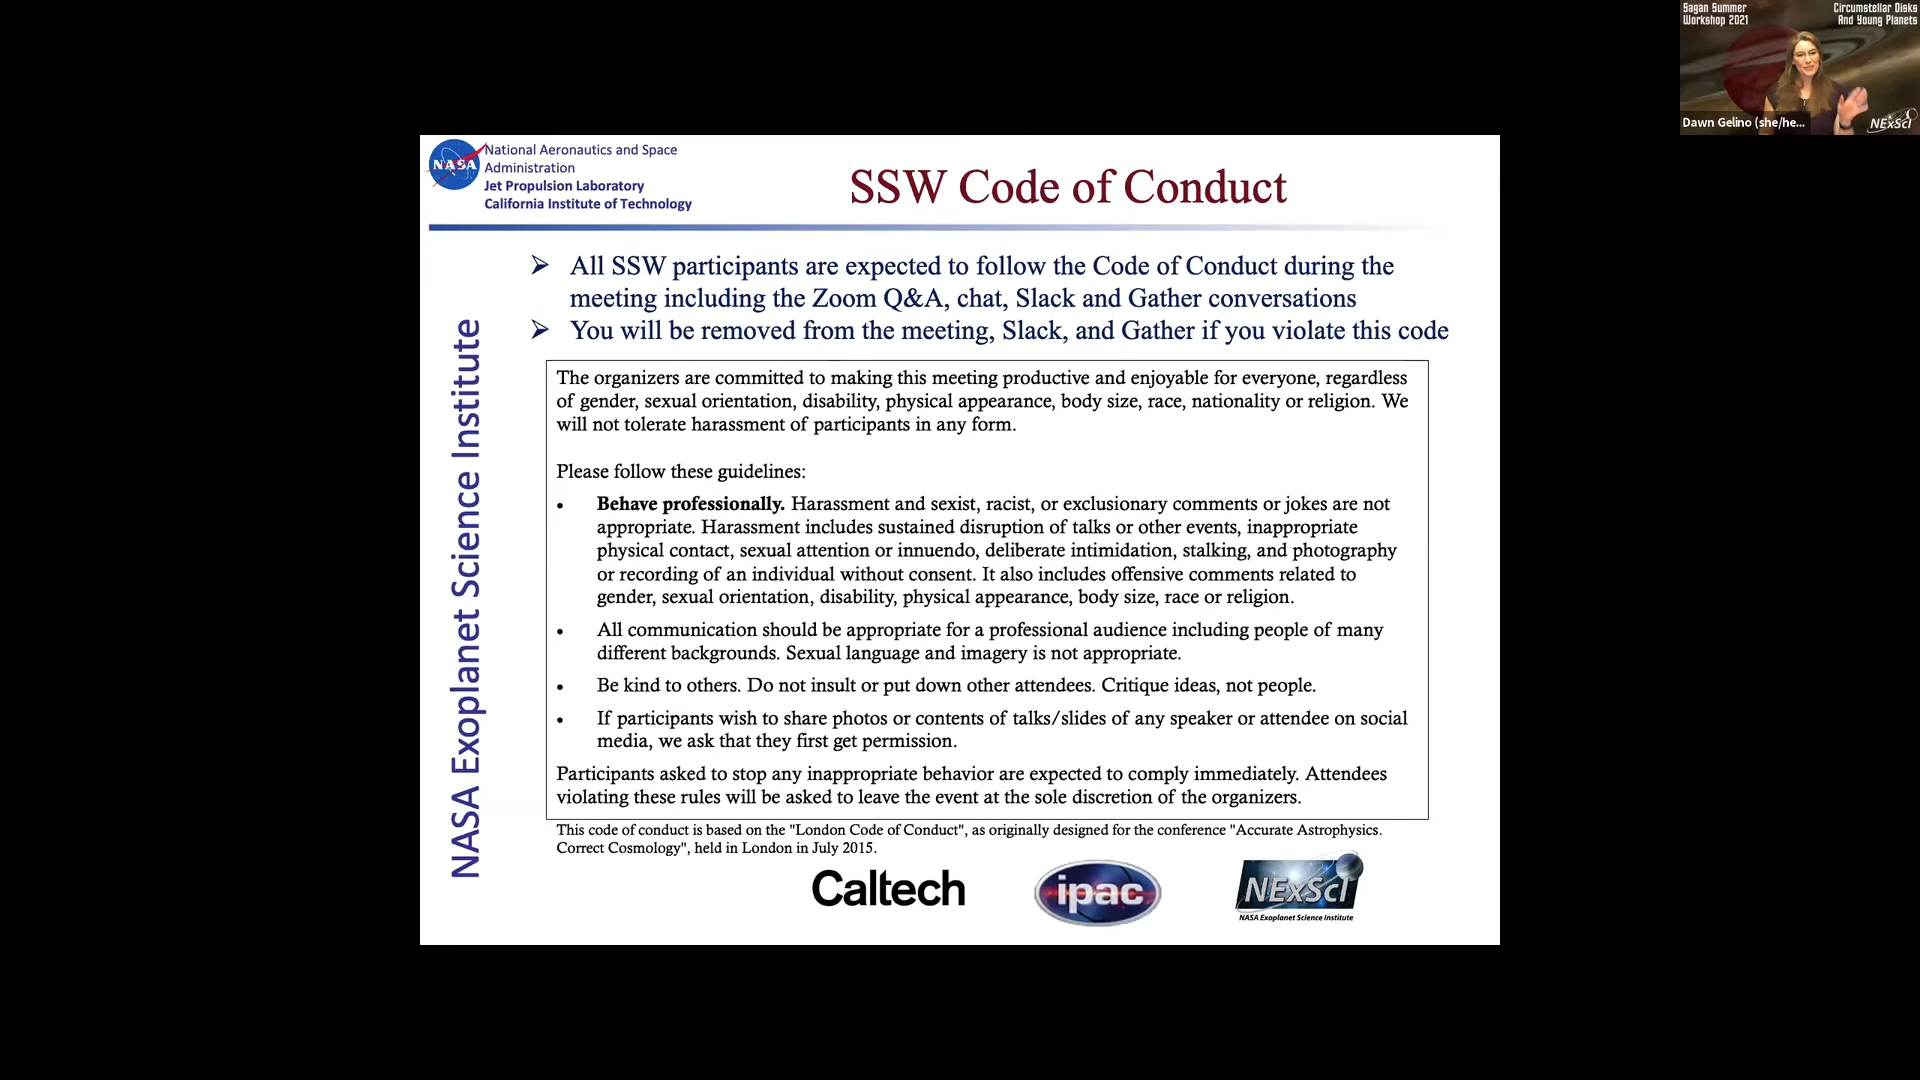 Sagan Summer
Workshop 2021
Circumstellar Disks
And Young Planets
Dawn Gelino (she/he...
NExScI
NASA
National Aeronautics and Space
Administration
Jet Propulsion Laboratory
California Institute of Technology
SSW Code of Conduct
NASA Exoplanet Science Institute
➢ All SSW participants are expected to follow the Code of Conduct during the
meeting including the Zoom Q&A, chat, Slack and Gather conversations
➢ You will be removed from the meeting, Slack, and Gather if you violate this code
The organizers are committed to making this meeting productive and enjoyable for everyone, regardless
of gender, sexual orientation, disability, physical appearance, body size, race, nationality or religion. We
will not tolerate harassment of participants in any form.
Please follow these guidelines:
• Behave professionally. Harassment and sexist, racist, or exclusionary comments or jokes are not
appropriate. Harassment includes sustained disruption of talks or other events, inappropriate
physical contact, sexual attention or innuendo, deliberate intimidation, stalking, and photography
or recording of an individual without consent. It also includes offensive comments related to
gender, sexual orientation, disability, physical appearance, body size, race or religion.
• All communication should be appropriate for a professional audience including people of many
different backgrounds. Sexual language and imagery is not appropriate.
• Be kind to others. Do not insult or put down other attendees. Critique ideas, not people.
• If participants wish to share photos or contents of talks/slides of any speaker or attendee on social
media, we ask that they first get permission.
Participants asked to stop any inappropriate behavior are expected to comply immediately. Attendees
violating these rules will be asked to leave the event at the sole discretion of the organizers.
This code of conduct is based on the "London Code of Conduct", as originally designed for the conference "Accurate Astrophysics.
Correct Cosmology", held in London in July 2015.
Caltech
ipac
NExScI
NASA Exoplanet Science Institute